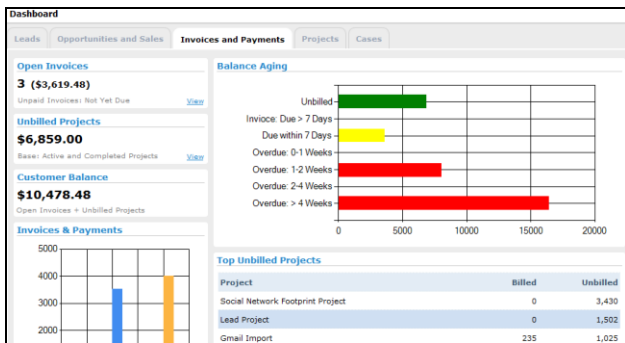 Dashboard
Leads
Opportunities and Sales
Invoices and Payments
Projects
Cases
Open Invoices
3 ($3,619.48)
Unpaid Invoices: Not Yet Due
View
Unbilled Projects
$6,859.00
Base: Active and Completed Projects
View
Customer Balance
$10,478.48
Open Invoices + Unbilled Projects
Invoices & Payments
5000
4000
3000
2000
Balance Aging
Unbilled
Invioce: Due > 7 Days
Due within 7 Days
Overdue: 0-1 Weeks
Overdue: 1-2 Weeks
Overdue: 2-4 Weeks
Overdue: > 4 Weeks
0 5000 10000 15000 20000
Top Unbilled Projects
Project Billed Unbilled
Social Network Footprint Project 0 3,430
Lead Project 0 1,502
Gmail Import 235 1,025